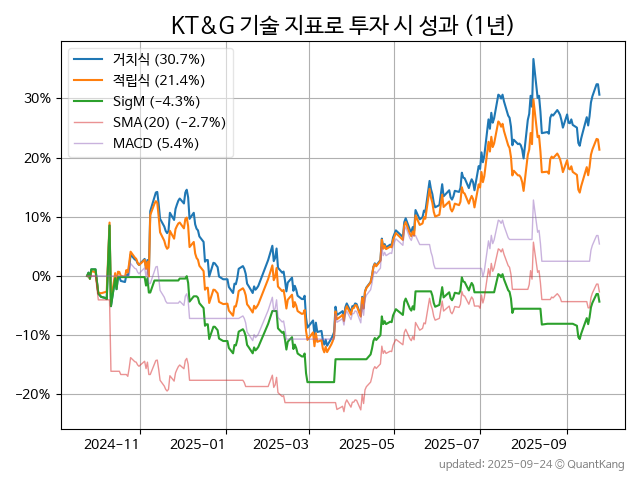 KT&G 기술 지표로 투자 시 성과 (1년)
거치식 (30.7%)
적립식 (21.4%)
SigM (−4.3%)
SMA(20) (−2.7%)
MACD (5.4%)
30%
20%
10%
0%
−10%
−20%
2024-11 2025-01 2025-03 2025-05 2025-07 2025-09
updated: 2025-09-24 © QuantKang